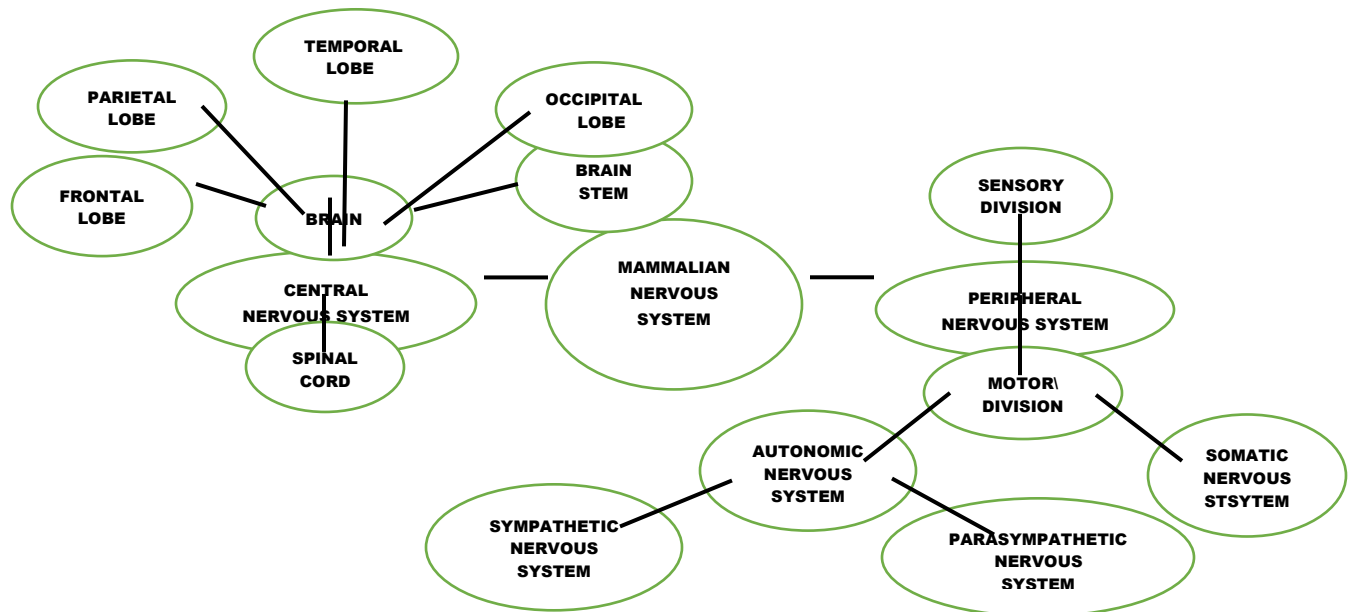 TEMPORAL
LOBE
PARIETAL
LOBE
OCCIPITAL
LOBE
FRONTAL
LOBE
BRAIN
BRAIN
STEM
SENSORY
DIVISION
CENTRAL
NERVOUS SYSTEM
MAMMALIAN
NERVOUS
SYSTEM
PERIPHERAL
NERVOUS SYSTEM
SPINAL
CORD
MOTOR\
DIVISION
AUTONOMIC
NERVOUS
SYSTEM
SOMATIC
NERVOUS
STSYTEM
SYMPATHETIC
NERVOUS
SYSTEM
PARASYMPATHETIC
NERVOUS
SYSTEM